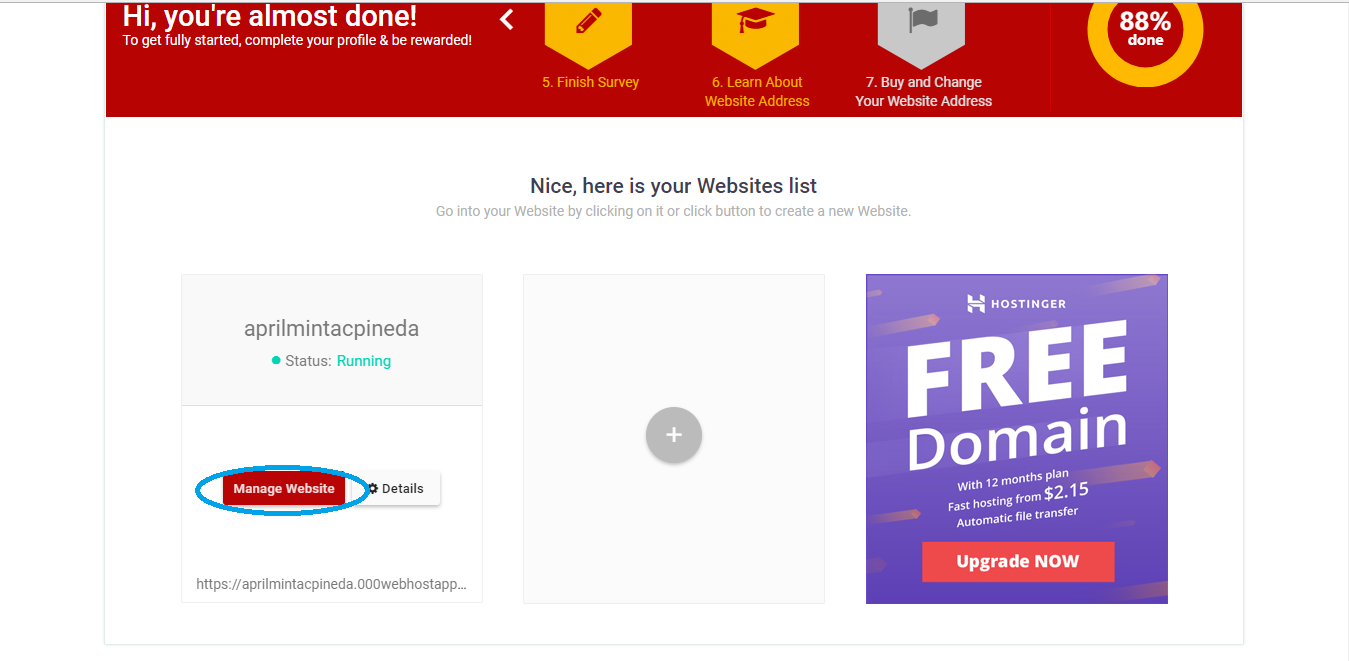 Hi, you're almost done!
To get fully started, complete your profile & be rewarded!
5. Finish Survey
6. Learn About
Website Address
7. Buy and Change
Your Website Address
88%
done
Nice, here is your Websites list
Go into your Website by clicking on it or click button to create a new Website.
aprilmintacpineda
Status: Running
Manage Website
Details
https://aprilmintacpineda.000webhostapp...
+
HOSTINGER
FREE
Domain
With 12 months plan
Fast hosting from $2.15
Automatic file transfer
Upgrade NOW